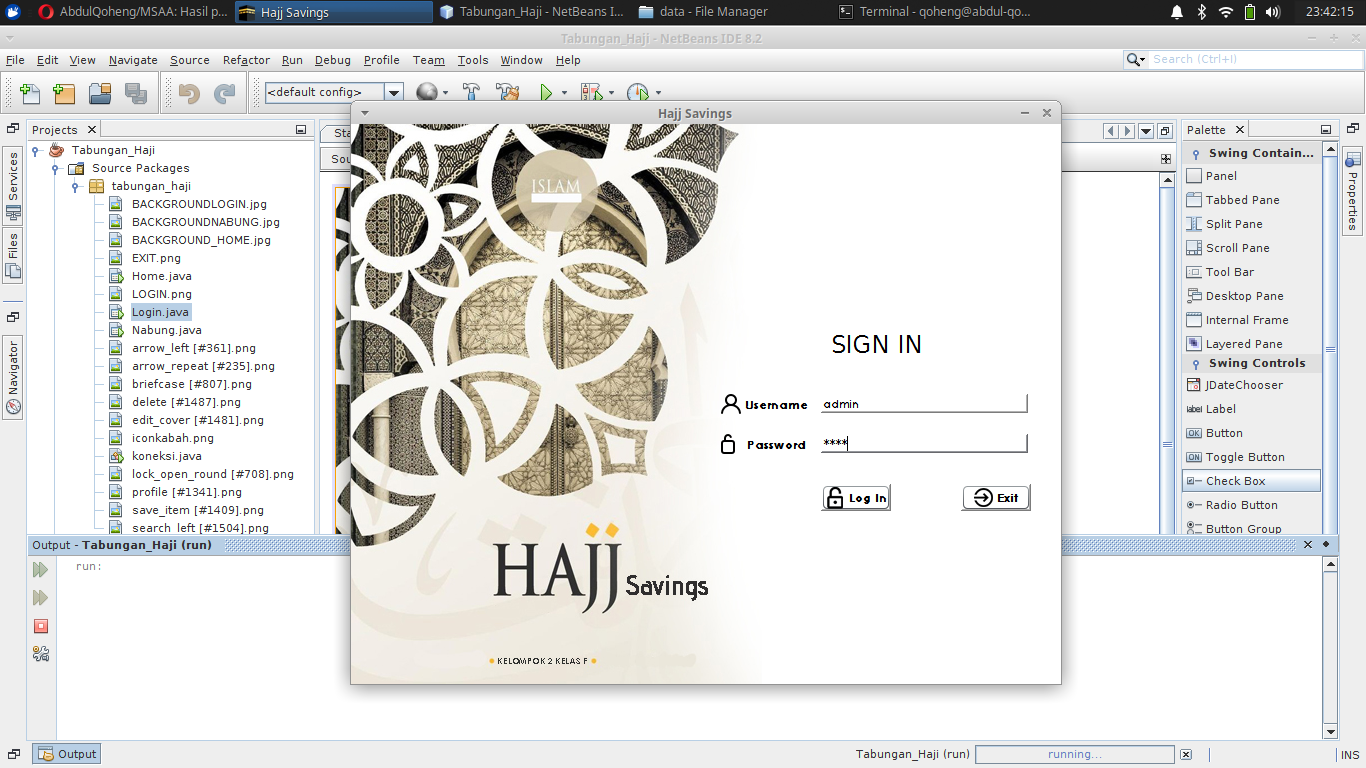 AbdulQoheng/MSAA: Hasil p...
Hajj Savings
Tabungan_Haji - NetBeans I...
data - File Manager
Terminal - qoheng@abdul-qo...
23:42:15
Tabungan_Haji - NetBeans IDE 8.2
File Edit View Navigate Source Refactor Run Debug Profile Team Tools Window Help
Search (Ctrl+I)
<default config>
Hajj Savings
Projects
Sta
Sou
Services
Files
Navigator
Tabungan_Haji
Source Packages
tabungan_haji
BACKGROUNDLOGIN.jpg
BACKGROUNDNABUNG.jpg
BACKGROUND_HOME.jpg
EXIT.png
Home.java
LOGIN.png
Login.java
Nabung.java
arrow_left [#361].png
arrow_repeat [#235].png
briefcase [#807].png
delete [#1487].png
edit_cover [#1481].png
iconkabah.png
koneksi.java
lock_open_round [#708].png
profile [#1341].png
save_item [#1409].png
search_left [#1504].png
ISLAM
SIGN IN
Username
admin
Password
****
Log In
Exit
HAJJ Savings
KELOMPOK 2 KELAS F
Palette
Swing Contain...
Panel
Tabbed Pane
Split Pane
Scroll Pane
Tool Bar
Desktop Pane
Internal Frame
Layered Pane
Swing Controls
JDateChooser
label Label
OK Button
ON Toggle Button
Check Box
Radio Button
Button Group
Properties
Output - Tabungan_Haji (run)
run:
Output
Tabungan_Haji (run)
running...
INS